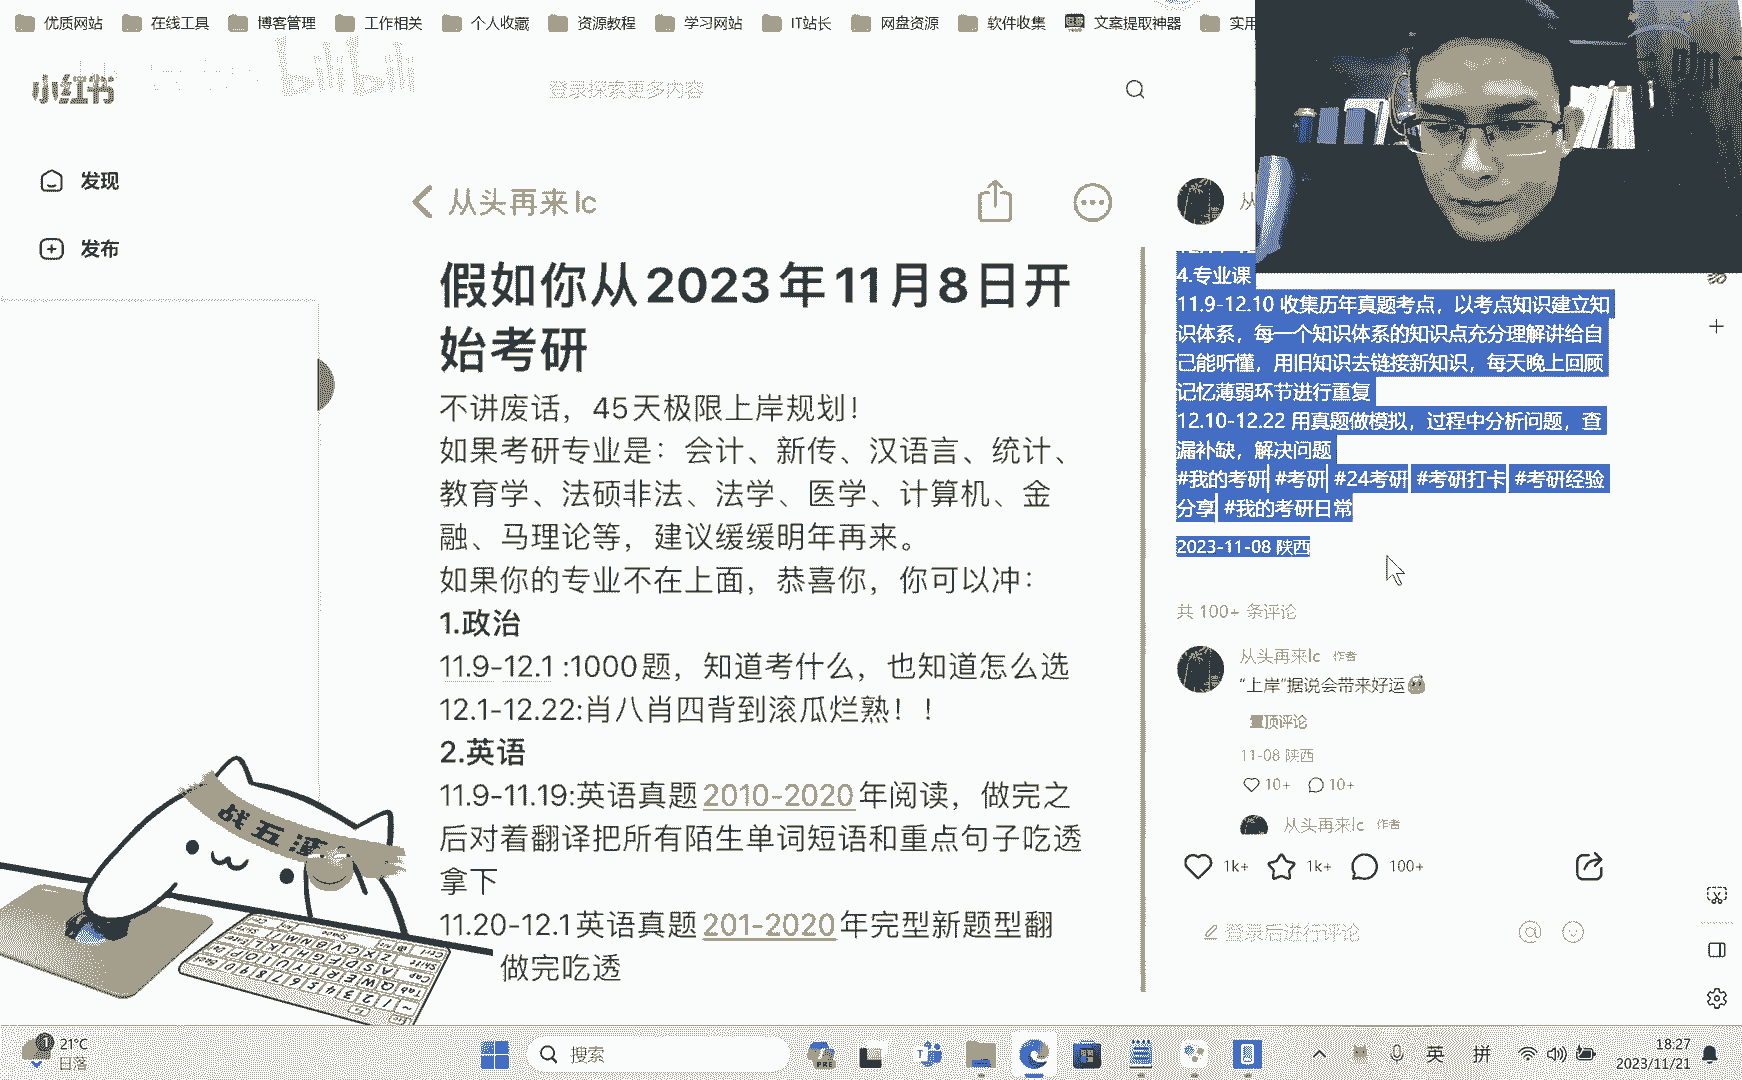 优质网站 在线工具 博客管理 工作相关 个人收藏 资源教程 学习网站 IT站长 网盘资源 软件收集 文案提取神器 实用
bilibili
小红书
登录探索更多内容
发现
发布
从头再来lc
假如你从2023年11月8日开
始考研
不讲废话，45天极限上岸规划！
如果考研专业是：会计、新传、汉语言、统计、
教育学、法硕非法、法学、医学、计算机、金
融、马理论等，建议缓缓明年再来。
如果你的专业不在上面，恭喜你，你可以冲：
1.政治
11.9-12.1 :1000题，知道考什么，也知道怎么选
12.1-12.22:肖八肖四背到滚瓜烂熟！！
2.英语
11.9-11.19:英语真题2010-2020年阅读，做完之
后对着翻译把所有陌生单词短语和重点句子吃透
拿下
11.20-12.1英语真题201-2020年完型新题型翻
做完吃透
从
4.专业课
11.9-12.10 收集历年真题考点，以考点知识建立知
识体系，每一个知识体系的知识点充分理解讲给自
己能听懂，用旧知识去链接新知识，每天晚上回顾
记忆薄弱环节进行重复
12.10-12.22 用真题做模拟，过程中分析问题，查
漏补缺，解决问题
#我的考研 #考研 #24考研 #考研打卡 #考研经验
分享 #我的考研日常
2023-11-08 陕西
共 100+ 条评论
从头再来lc 作者
“上岸”据说会带来好运
置顶评论
11-08 陕西
10+ 10+
从头再来lc 作者
1k+ 1k+ 100+
登录后进行评论
战五渣
21°C
日落
搜索
英 拼
18:27
2023/11/21